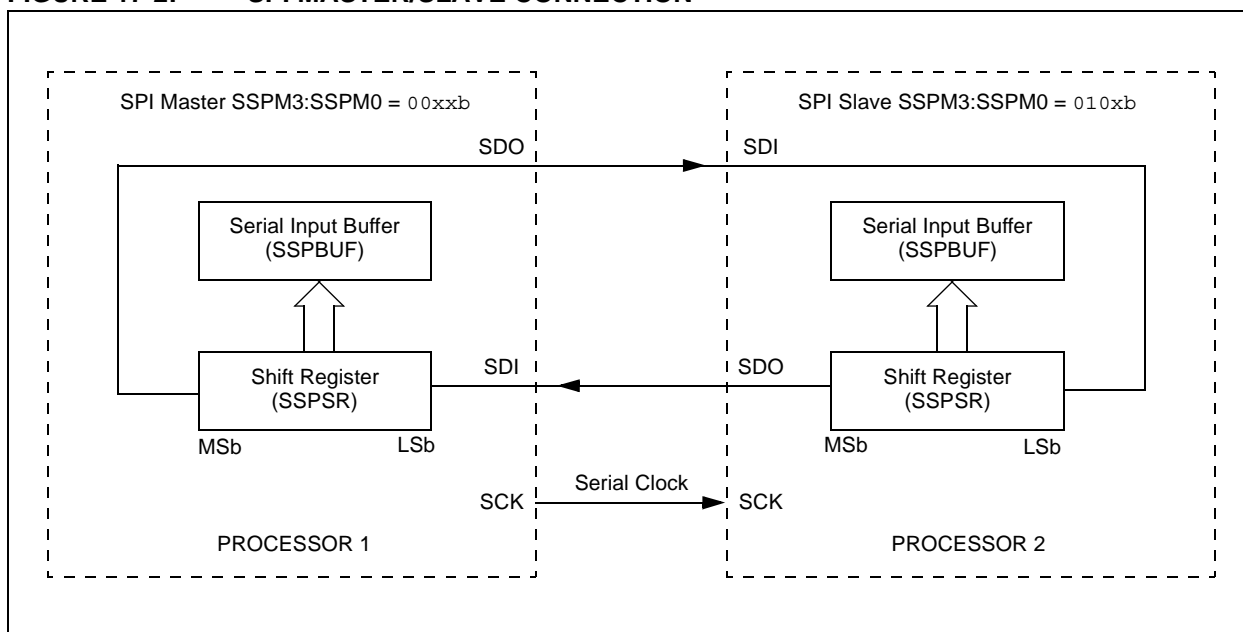 SPI Master SSPM3:SSPM0 = 00xxb
SPI Slave SSPM3:SSPM0 = 010xb
SDO
SDI
Serial Input Buffer
(SSPBUF)
Serial Input Buffer
(SSPBUF)
Shift Register
(SSPSR)
SDI
SDO
Shift Register
(SSPSR)
MSb
LSb
MSb
LSb
Serial Clock
SCK
SCK
PROCESSOR 1
PROCESSOR 2